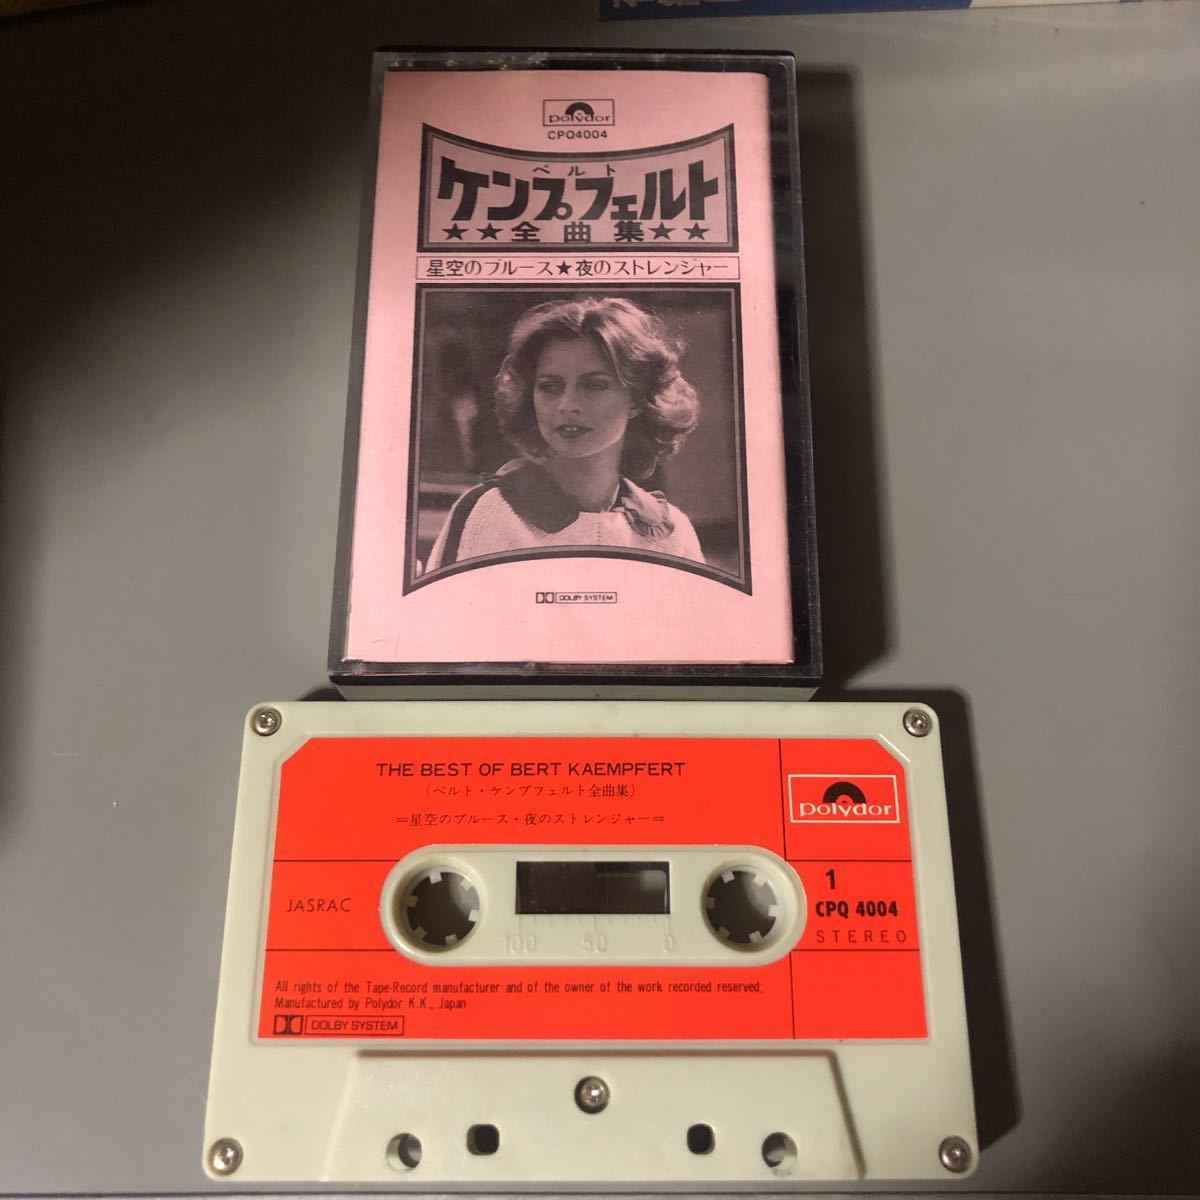 polydor
CPQ4004
ベルト
ケンプフェルト
★★全曲集★★
星空のブルース★夜のストレンジャー
DOLBY SYSTEM
THE BEST OF BERT KAEMPFERT
(ベルト・ケンプフェルト全曲集)
=星空のブルース・夜のストレンジャー=
polydor
JASRAC
1
CPQ 4004
STEREO
100 50 0
All rights of the Tape-Record manufacturer and of the owner of the work recorded reserved;
Manufactured by Polydor K.K., Japan
DOLBY SYSTEM